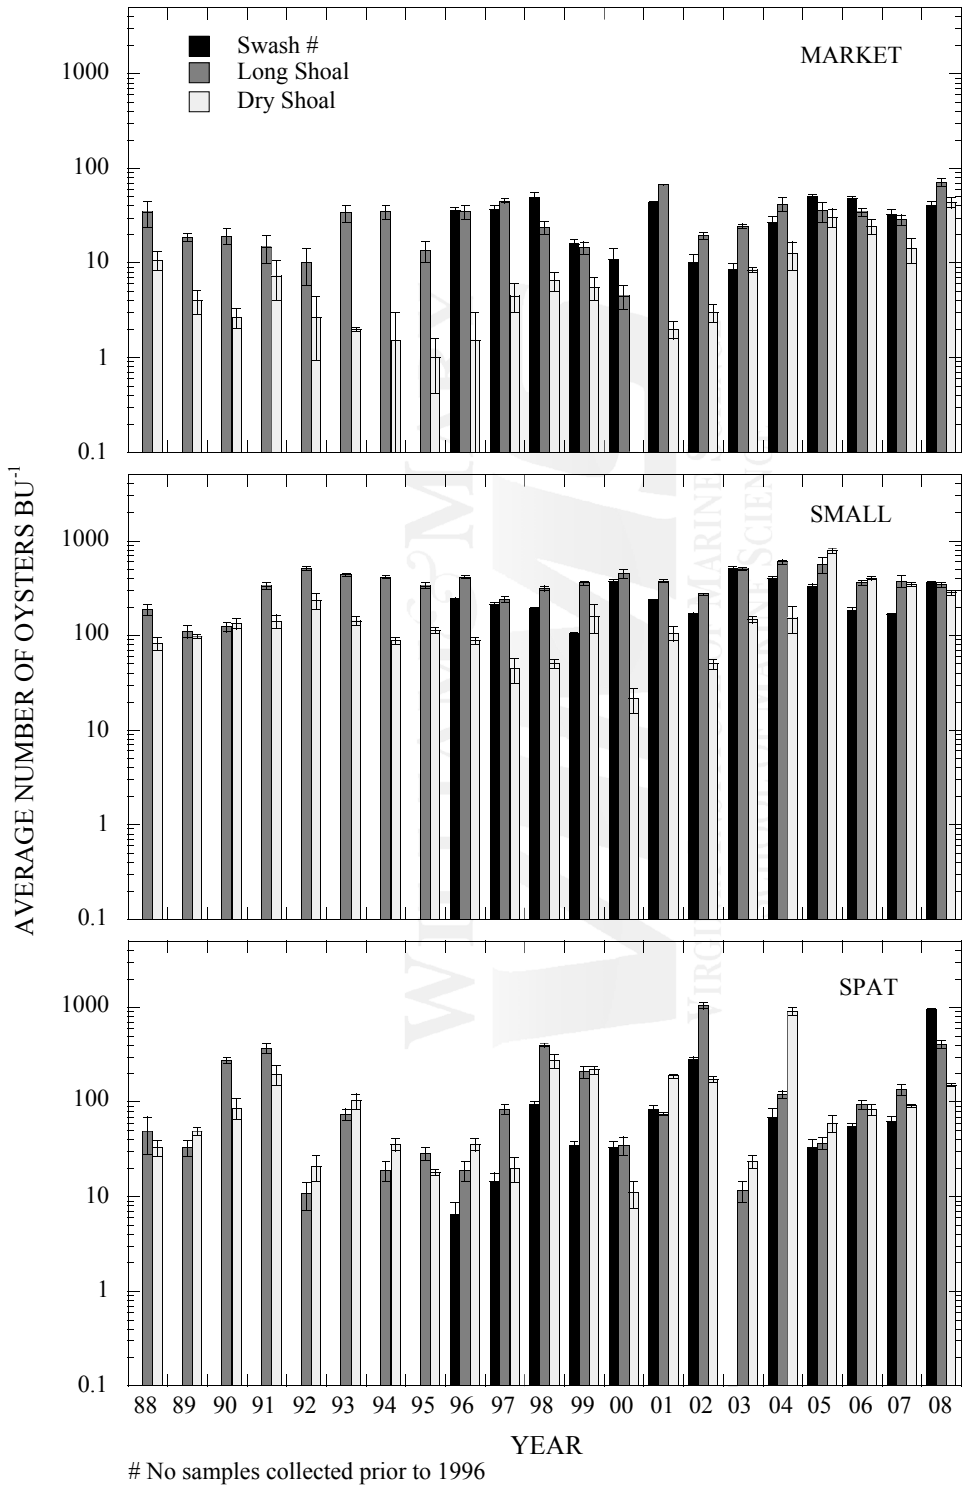 MARKET
Swash #
Long Shoal
Dry Shoal
1000
100
10
1
0.1
SMALL
1000
100
10
1
0.1
SPAT
1000
100
10
1
0.1
AVERAGE NUMBER OF OYSTERS BU-1
88 89 90 91 92 93 94 95 96 97 98 99 00 01 02 03 04 05 06 07 08
YEAR
# No samples collected prior to 1996
WILLIAM & MARY